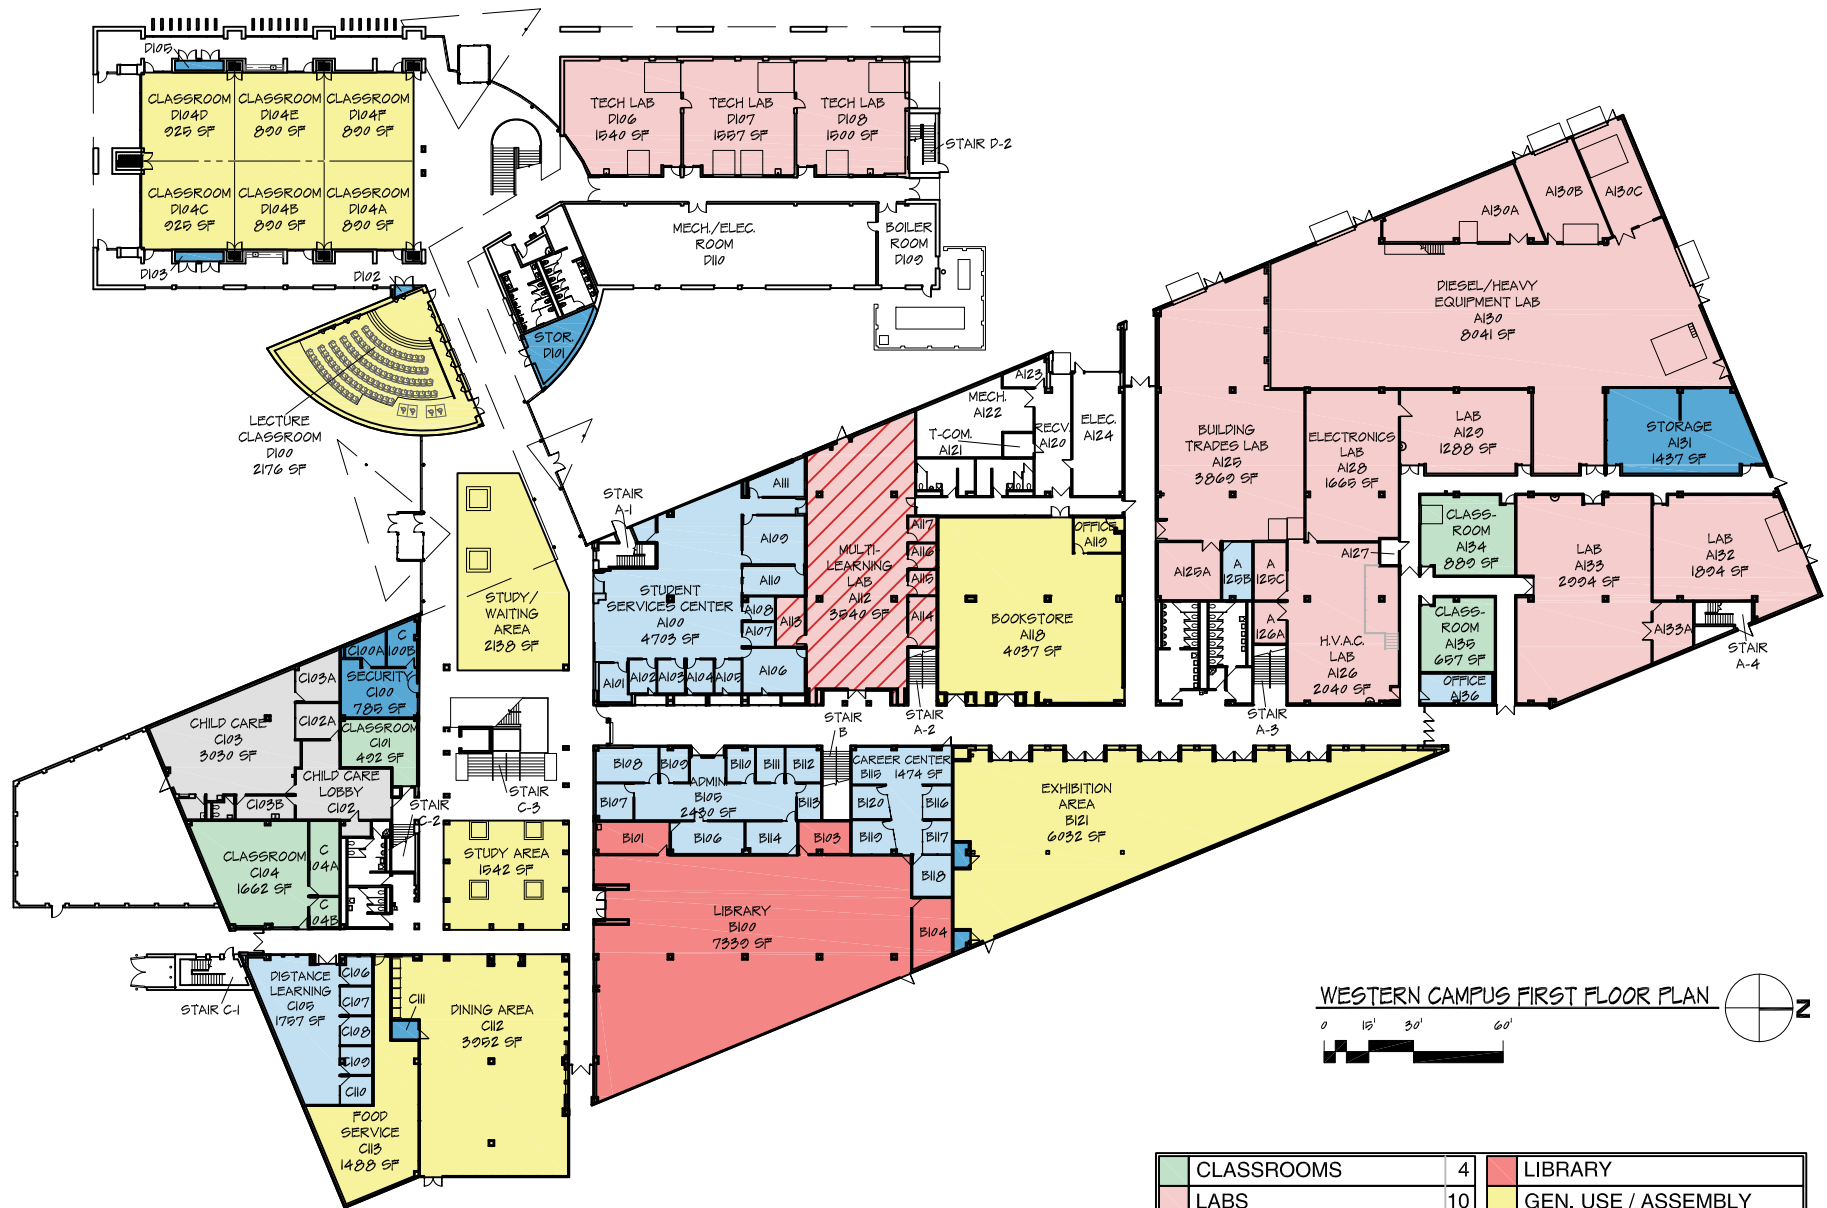 D105
CLASSROOM
D104D
925 SF
CLASSROOM
D104E
890 SF
CLASSROOM
D104F
890 SF
CLASSROOM
D104C
925 SF
CLASSROOM
D104B
890 SF
CLASSROOM
D104A
890 SF
D103
D102
TECH LAB
D106
1540 SF
TECH LAB
D107
1557 SF
TECH LAB
D108
1500 SF
STAIR D-2
MECH./ELEC.
ROOM
D110
BOILER
ROOM
D109
STOR.
D101
LECTURE
CLASSROOM
D100
2176 SF
STUDY/
WAITING
AREA
2138 SF
STAIR
A-1
STUDENT
SERVICES CENTER
A100
4703 SF
A111
A109
A110
A108
A107
A106
A101
A102
A103
A104
A105
A113
MULTI-
LEARNING
LAB
A112
3540 SF
A117
A116
A115
A114
MECH.
A122
A123
T-COM.
A121
RECV.
A120
ELEC.
A124
OFFICE
A119
BOOKSTORE
A118
4037 SF
BUILDING
TRADES LAB
A125
3869 SF
A125A
A
125B
A
125C
A
126A
ELECTRONICS
LAB
A128
1665 SF
A127
H.V.A.C.
LAB
A126
2040 SF
A130A
A130B
A130C
DIESEL/HEAVY
EQUIPMENT LAB
A130
8041 SF
LAB
A129
1288 SF
STORAGE
A131
1437 SF
CLASS-
ROOM
A134
889 SF
CLASS-
ROOM
A135
657 SF
OFFICE
A136
LAB
A133
2994 SF
LAB
A132
1894 SF
A133A
STAIR
A-4
STAIR
A-3
STAIR
A-2
STAIR
B
C100A
C
100B
SECURITY
C100
785 SF
CLASSROOM
C101
492 SF
C103A
C102A
CHILD CARE
C103
3030 SF
CHILD CARE
LOBBY
C102
C103B
STAIR
C-2
STAIR
C-3
CLASSROOM
C104
1662 SF
C
104A
C
104B
STUDY AREA
1542 SF
B108
B109
B110
B111
B112
ADMIN
B105
2430 SF
B107
B113
B101
B106
B114
B103
CAREER CENTER
B115 1474 SF
B120
B116
B119
B117
B118
LIBRARY
B100
7339 SF
B104
EXHIBITION
AREA
B121
6032 SF
STAIR C-1
DISTANCE
LEARNING
C105
1757 SF
C106
C107
C108
C109
C110
C111
DINING AREA
C112
3952 SF
FOOD
SERVICE
C113
1488 SF
WESTERN CAMPUS FIRST FLOOR PLAN
N
0 15' 30' 60'
CLASSROOMS 4
LIBRARY
LABS 10
GEN. USE / ASSEMBLY